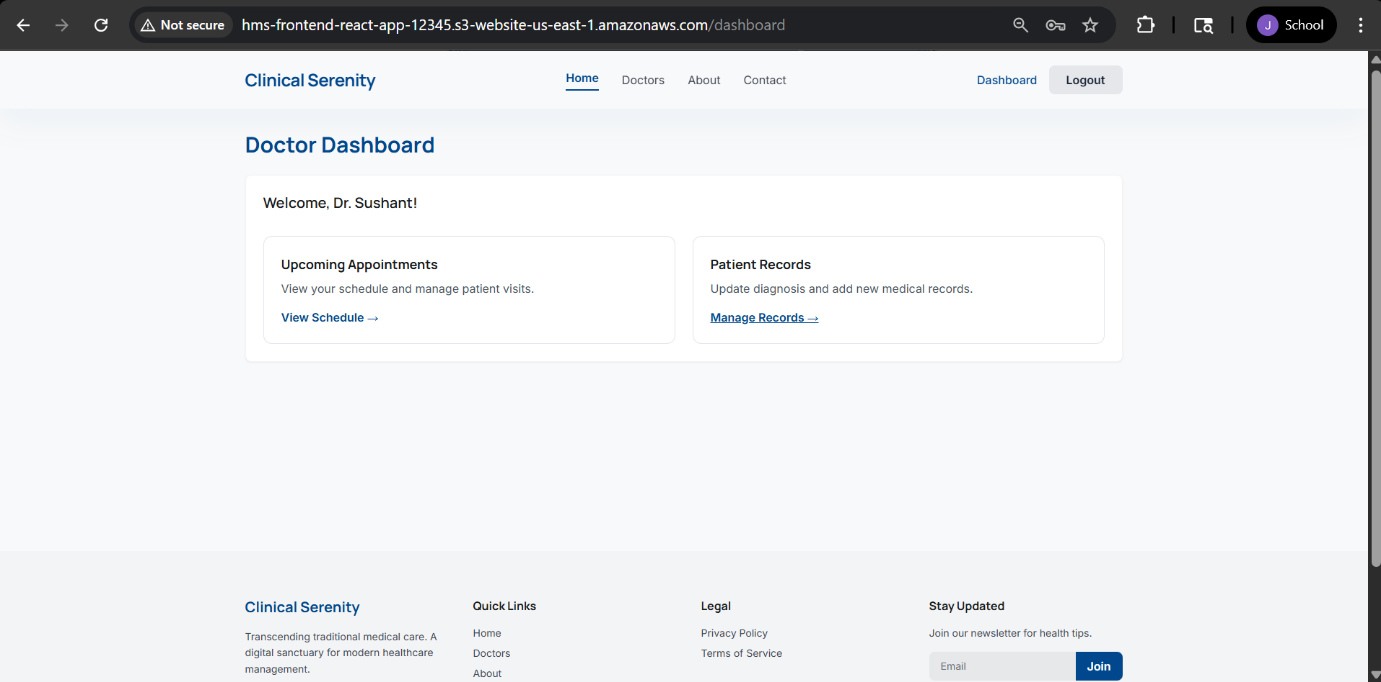 Not secure
hms-frontend-react-app-12345.s3-website-us-east-1.amazonaws.com/dashboard
J School
Clinical Serenity
Home Doctors About Contact
Dashboard Logout
Doctor Dashboard
Welcome, Dr. Sushant!
Upcoming Appointments
View your schedule and manage patient visits.
View Schedule →
Patient Records
Update diagnosis and add new medical records.
Manage Records →
Clinical Serenity
Transcending traditional medical care. A
digital sanctuary for modern healthcare
management.
Quick Links
Home
Doctors
About
Legal
Privacy Policy
Terms of Service
Stay Updated
Join our newsletter for health tips.
Email Join